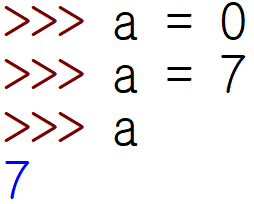 >>> a = 0
>>> a = 7
>>> a
7